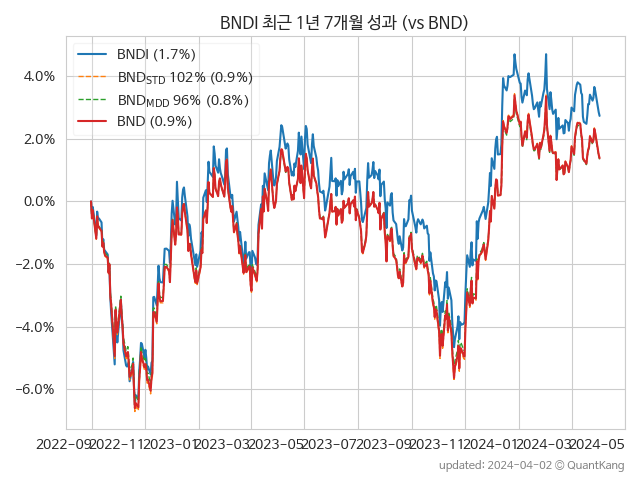 BNDI 최근 1년 7개월 성과 (vs BND)
BNDI (1.7%)
BND_STD 102% (0.9%)
BND_MDD 96% (0.8%)
BND (0.9%)
4.0%
2.0%
0.0%
−2.0%
−4.0%
−6.0%
2022-09 2022-11 2023-01 2023-03 2023-05 2023-07 2023-09 2023-11 2024-01 2024-03 2024-05
updated: 2024-04-02 © QuantKang